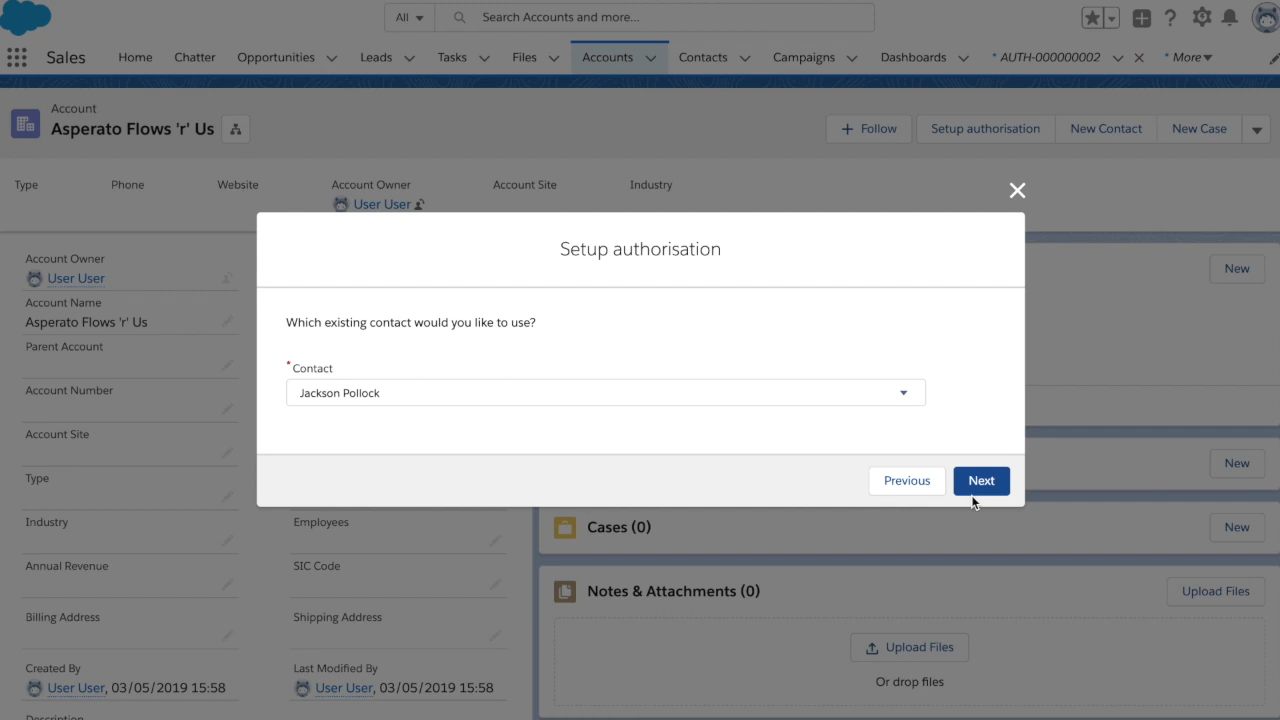 All
Search Accounts and more...
Sales
Home
Chatter
Opportunities
Leads
Tasks
Files
Accounts
Contacts
Campaigns
Dashboards
* AUTH-000000002
* More
Account
Asperato Flows 'r' Us
Follow
Setup authorisation
New Contact
New Case
Type
Phone
Website
Account Owner
User User
Account Site
Industry
Setup authorisation
Which existing contact would you like to use?
* Contact
Jackson Pollock
Previous
Next
Account Owner
User User
Account Name
Asperato Flows 'r' Us
Parent Account
Account Number
Account Site
Type
Industry
Employees
Annual Revenue
SIC Code
Billing Address
Shipping Address
Created By
User User, 03/05/2019 15:58
Last Modified By
User User, 03/05/2019 15:58
Description
New
New
Cases (0)
New
Notes & Attachments (0)
Upload Files
Upload Files
Or drop files